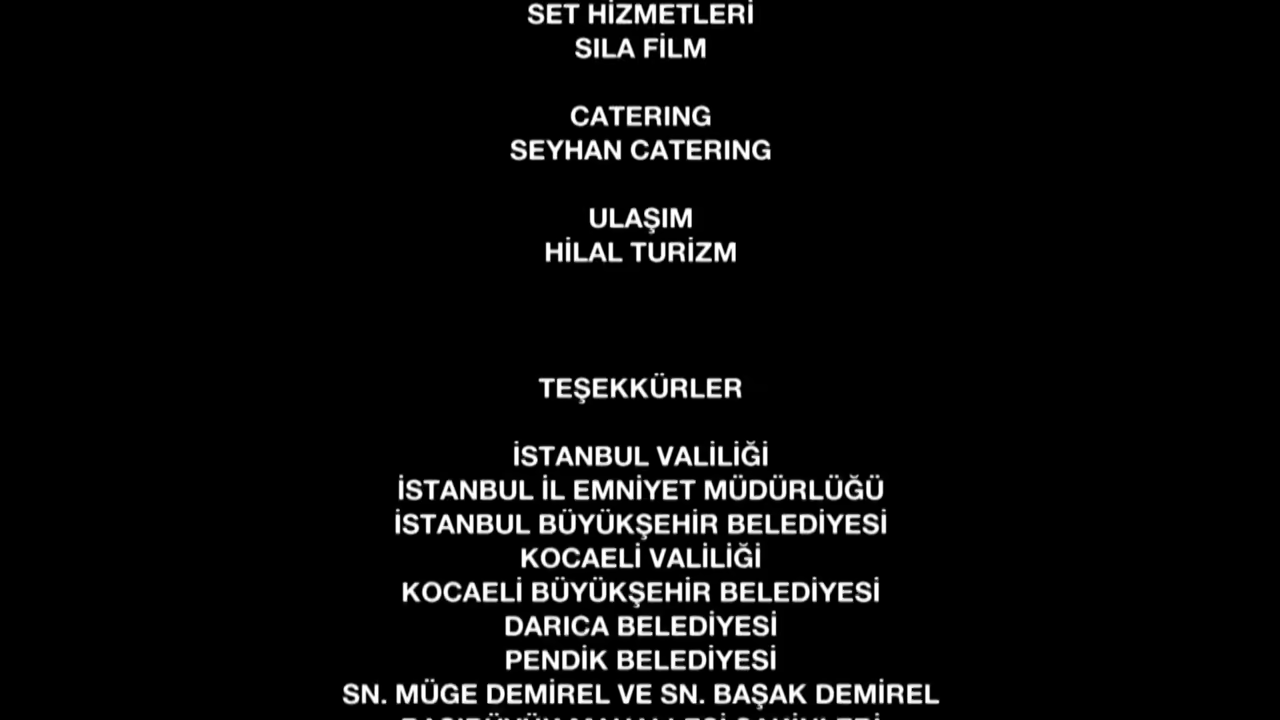 SET HİZMETLERİ
SILA FİLM
CATERING
SEYHAN CATERING
ULAŞIM
HİLAL TURİZM
TEŞEKKÜRLER
İSTANBUL VALİLİĞİ
İSTANBUL İL EMNİYET MÜDÜRLÜĞÜ
İSTANBUL BÜYÜKŞEHİR BELEDİYESİ
KOCAELİ VALİLİĞİ
KOCAELİ BÜYÜKŞEHİR BELEDİYESİ
DARICA BELEDİYESİ
PENDİK BELEDİYESİ
SN. MÜGE DEMİREL VE SN. BAŞAK DEMİREL